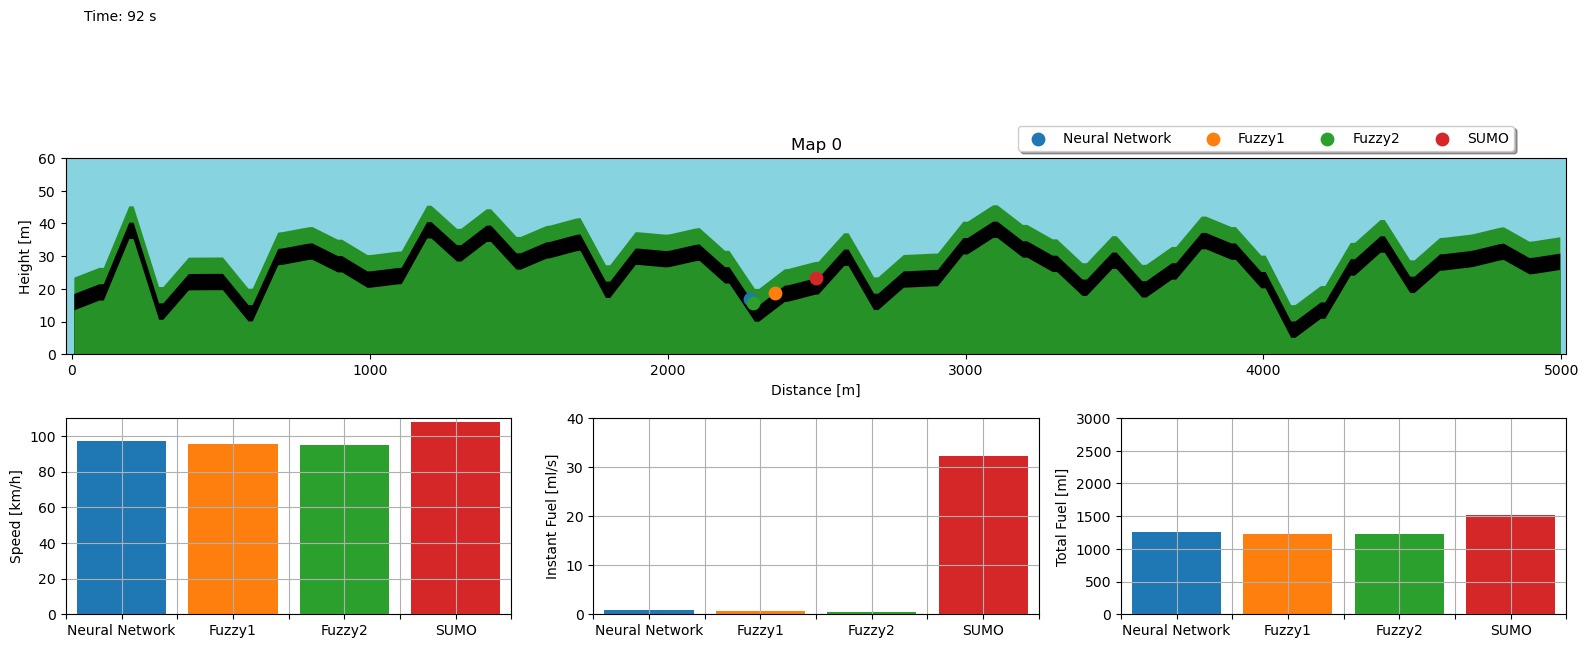 Time: 92 s
Neural Network Fuzzy1 Fuzzy2 SUMO
Map 0
Height [m]
60
50
40
30
20
10
0
0 1000 2000 3000 4000 5000
Distance [m]
Speed [km/h]
100
80
60
40
20
0
Neural Network Fuzzy1 Fuzzy2 SUMO
Instant Fuel [ml/s]
40
30
20
10
0
Neural Network Fuzzy1 Fuzzy2 SUMO
Total Fuel [ml]
3000
2500
2000
1500
1000
500
0
Neural Network Fuzzy1 Fuzzy2 SUMO